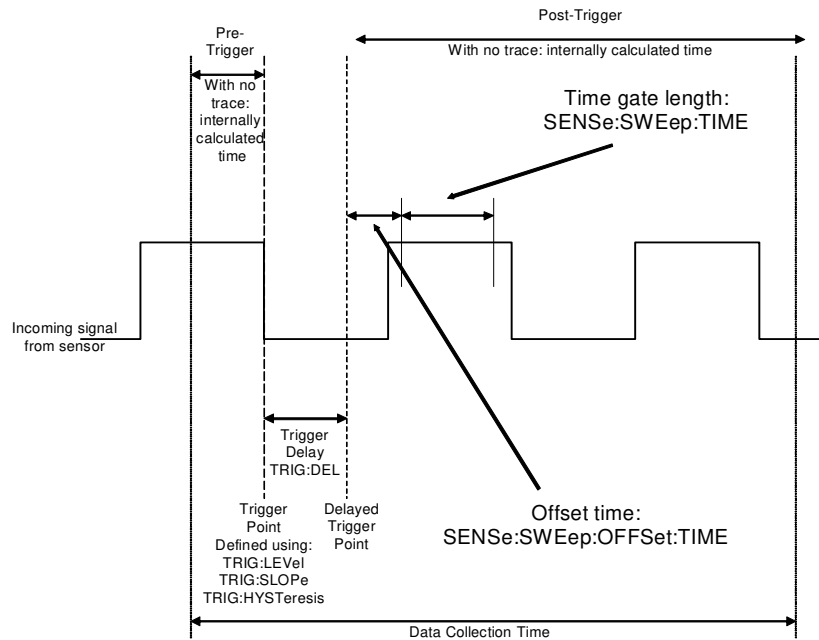 Pre-
Trigger
With no
trace:
internally
calculated
time
Post-Trigger
With no trace: internally calculated time
Time gate length:
SENSe:SWEep:TIME
Incoming signal
from sensor
Trigger
Delay
TRIG:DEL
Trigger
Point
Defined using:
TRIG:LEVel
TRIG:SLOPe
TRIG:HYSTeresis
Delayed
Trigger
Point
Offset time:
SENSe:SWEep:OFFSet:TIME
Data Collection Time